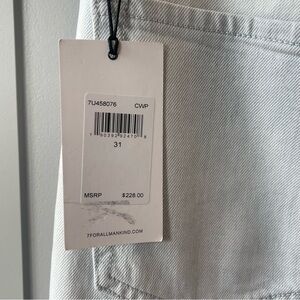 7U458076 CWP
31
MSRP $228.00
7FORALLMANKIND.COM